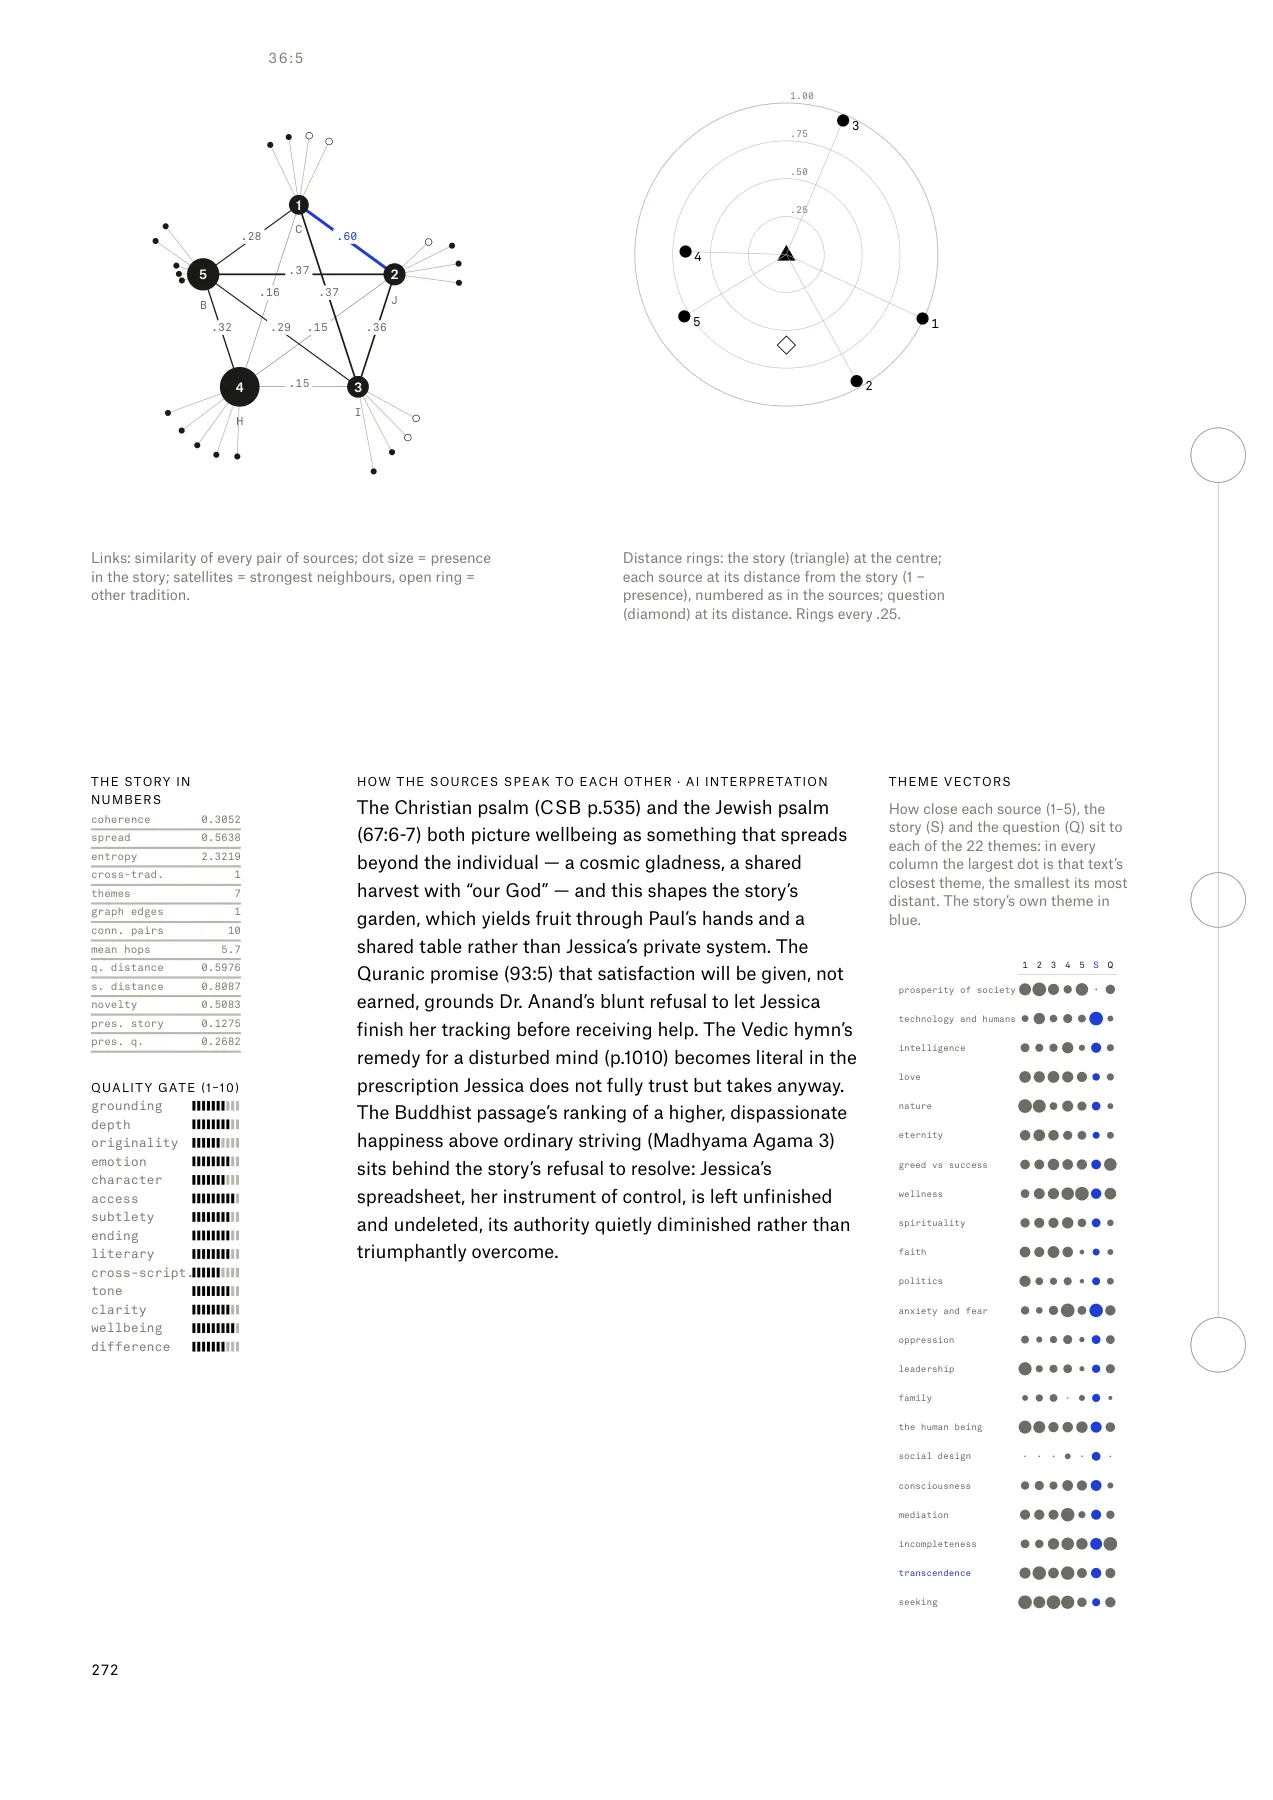 36:5
1
C
.28
.60
5
B
2
J
.37
.16
.37
.32
.29
.15
.36
4
H
.15
3
I
1.00
.75
.50
.25
3
4
5
1
2
Links: similarity of every pair of sources; dot size = presence
in the story; satellites = strongest neighbours, open ring =
other tradition.
Distance rings: the story (triangle) at the centre;
each source at its distance from the story (1 –
presence), numbered as in the sources; question
(diamond) at its distance. Rings every .25.
THE STORY IN
NUMBERS
coherence 0.3052
spread 0.5638
entropy 2.3219
cross-trad. 1
themes 7
graph edges 1
conn. pairs 10
mean hops 5.7
q. distance 0.5976
s. distance 0.8087
novelty 0.5083
pres. story 0.1275
pres. q. 0.2682
QUALITY GATE (1–10)
grounding
depth
originality
emotion
character
access
subtlety
ending
literary
cross-script.
tone
clarity
wellbeing
difference
HOW THE SOURCES SPEAK TO EACH OTHER · AI INTERPRETATION
The Christian psalm (CSB p.535) and the Jewish psalm
(67:6-7) both picture wellbeing as something that spreads
beyond the individual — a cosmic gladness, a shared
harvest with “our God” — and this shapes the story’s
garden, which yields fruit through Paul’s hands and a
shared table rather than Jessica’s private system. The
Quranic promise (93:5) that satisfaction will be given, not
earned, grounds Dr. Anand’s blunt refusal to let Jessica
finish her tracking before receiving help. The Vedic hymn’s
remedy for a disturbed mind (p.1010) becomes literal in the
prescription Jessica does not fully trust but takes anyway.
The Buddhist passage’s ranking of a higher, dispassionate
happiness above ordinary striving (Madhyama Agama 3)
sits behind the story’s refusal to resolve: Jessica’s
spreadsheet, her instrument of control, is left unfinished
and undeleted, its authority quietly diminished rather than
triumphantly overcome.
THEME VECTORS
How close each source (1–5), the
story (S) and the question (Q) sit to
each of the 22 themes: in every
column the largest dot is that text’s
closest theme, the smallest its most
distant. The story’s own theme in
blue.
1 2 3 4 5 S Q
prosperity of society
technology and humans
intelligence
love
nature
eternity
greed vs success
wellness
spirituality
faith
politics
anxiety and fear
oppression
leadership
family
the human being
social design
consciousness
mediation
incompleteness
transcendence
seeking
272